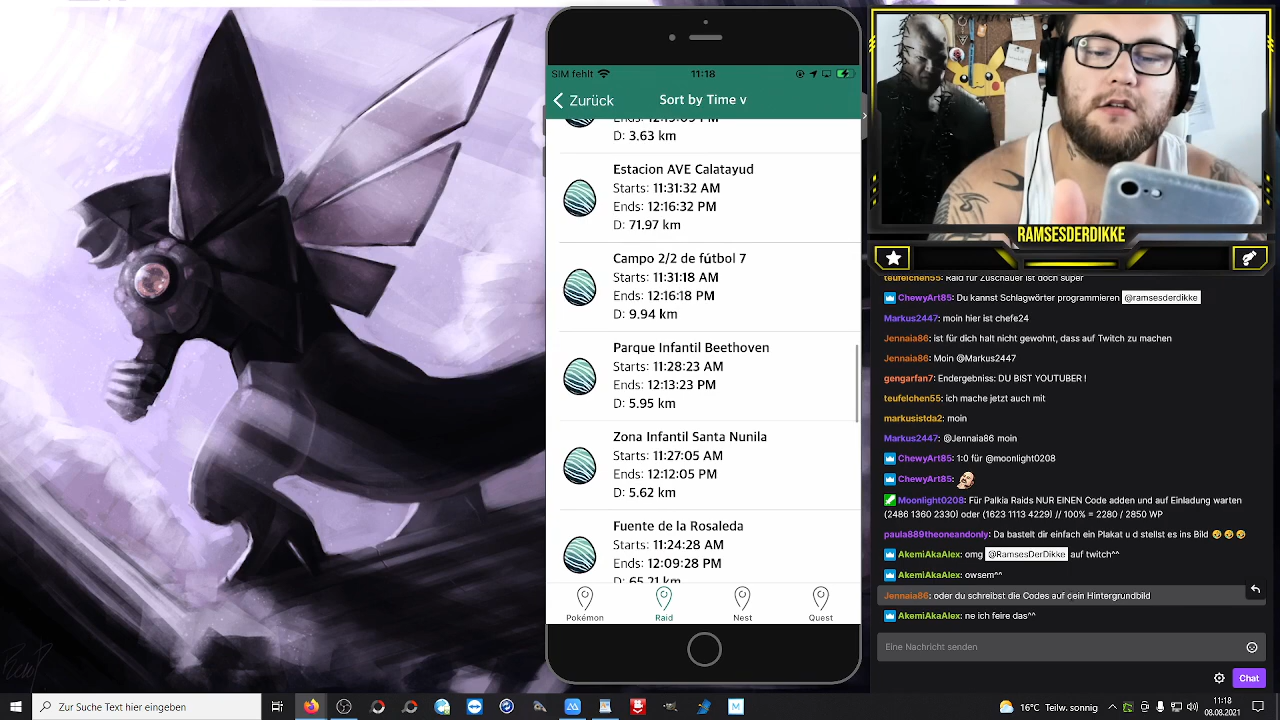 SIM fehlt
11:18
Zurück
Sort by Time v
D: 3.63 km
Estacion AVE Calatayud
Starts: 11:31:32 AM
Ends: 12:16:32 PM
D: 71.97 km
Campo 2/2 de fútbol 7
Starts: 11:31:18 AM
Ends: 12:16:18 PM
D: 9.94 km
Parque Infantil Beethoven
Starts: 11:28:23 AM
Ends: 12:13:23 PM
D: 5.95 km
Zona Infantil Santa Nunila
Starts: 11:27:05 AM
Ends: 12:12:05 PM
D: 5.62 km
Fuente de la Rosaleda
Starts: 11:24:28 AM
Ends: 12:09:28 PM
D: 65.21 km
Pokémon
Raid
Nest
Quest
RAMSESDERDIKKE
teufelchen55: Raid für Zuschauer ist doch super
ChewyArt85: Du kannst Schlagwörter programmieren @ramsesderdikke
Markus2447: moin hier ist chefe24
Jennaia86: ist für dich halt nicht gewohnt, dass auf Twitch zu machen
Jennaia86: Moin @Markus2447
gengarfan7: Endergebniss: DU BIST YOUTUBER !
teufelchen55: ich mache jetzt auch mit
markusistda2: moin
Markus2447: @Jennaia86 moin
ChewyArt85: 1:0 für @moonlight0208
ChewyArt85:
Moonlight0208: Für Palkia Raids NUR EINEN Code adden und auf Einladung warten
(2486 1360 2330) oder (1623 1113 4229) // 100% = 2280 / 2850 WP
paula889theoneandonly: Da bastelt dir einfach ein Plakat u d stellst es ins Bild 🤣🤣🤣
AkemiAkaAlex: omg @RamsesDerDikke auf twitch^^
AkemiAkaAlex: owsem^^
Jennaia86: oder du schreibst die Codes auf dein Hintergrundbild
AkemiAkaAlex: ne ich feire das^^
Eine Nachricht senden
Chat
Zur Suche Text hier eingeben
M
16°C
11:18
08.08.2021